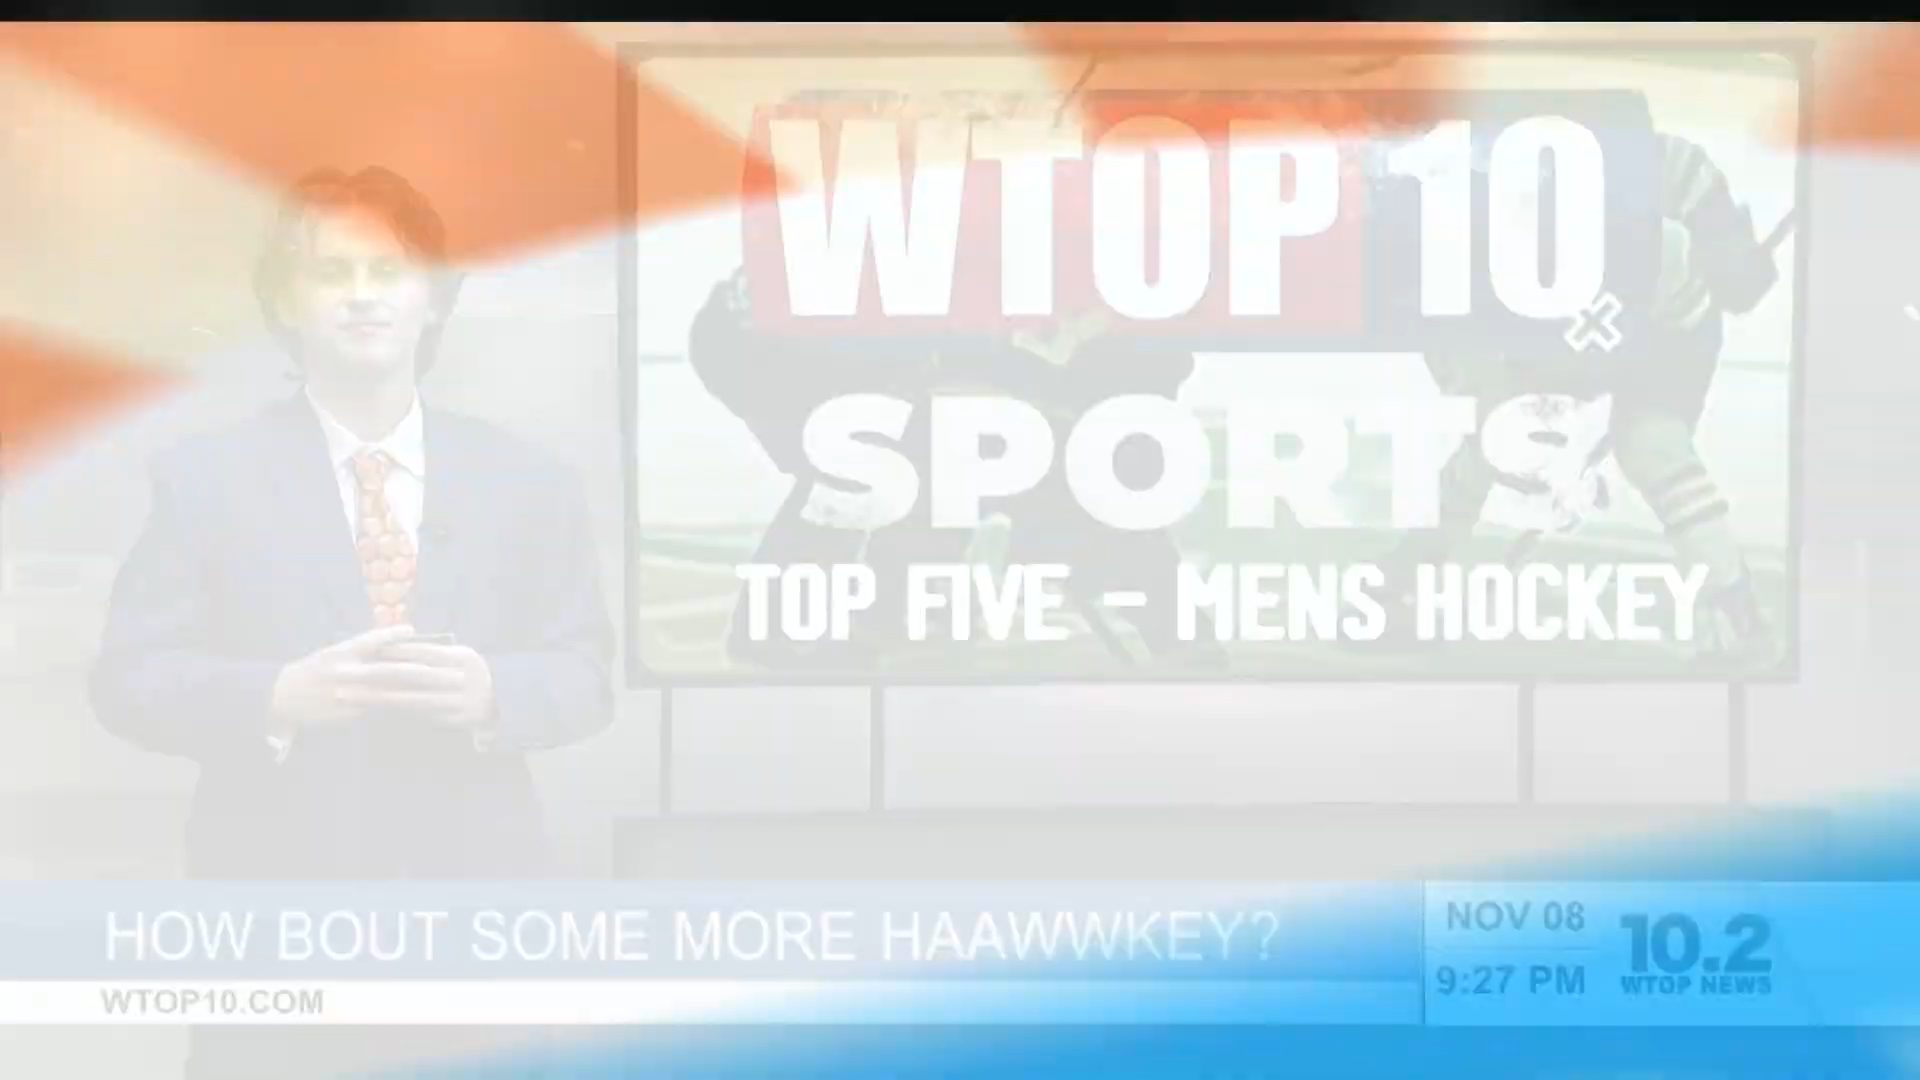 WTOP 10
SPORTS
TOP FIVE - MENS HOCKEY
HOW BOUT SOME MORE HAAWWKEY?
WTOP10.COM
NOV 08
9:27 PM
10.2
WTOP NEWS